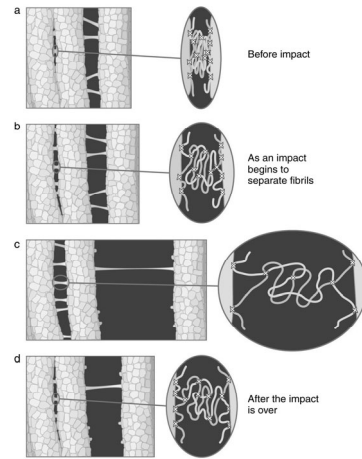 a
Before impact
b
As an impact
begins to
separate fibrils
c
d
After the impact
is over